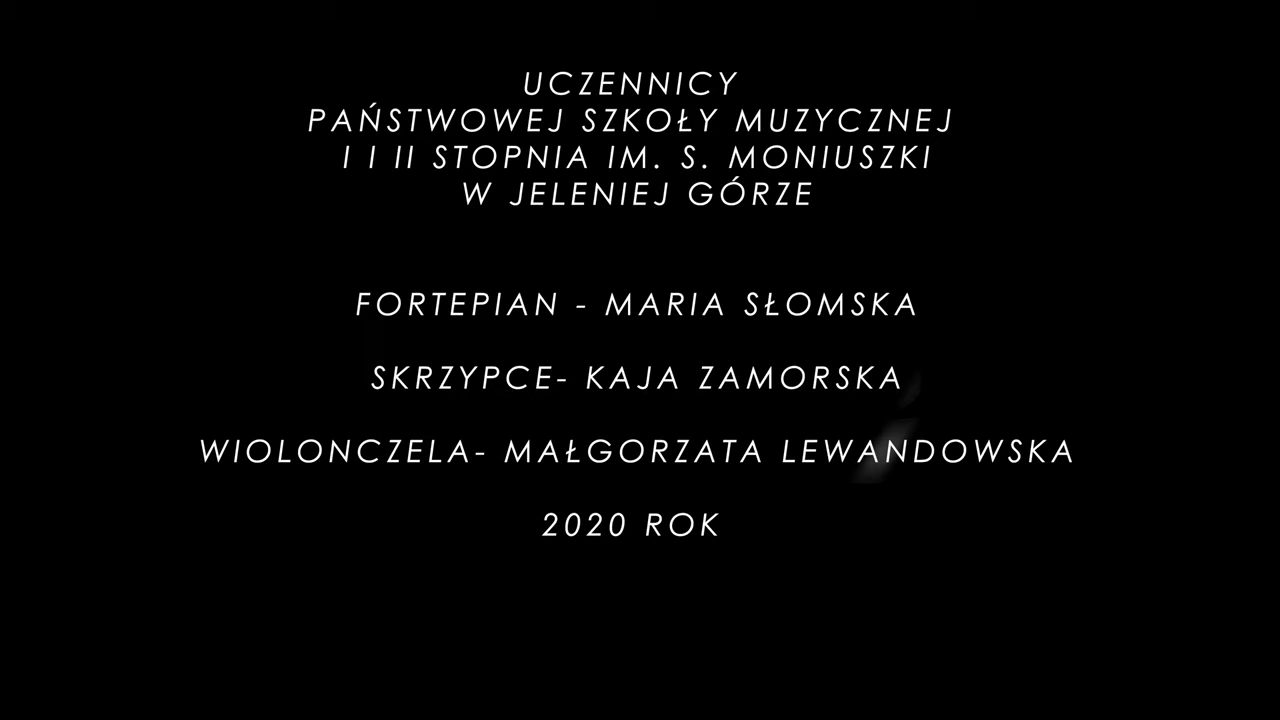 UCZENNICY
PAŃSTWOWEJ SZKOŁY MUZYCZNEJ
I I II STOPNIA IM. S. MONIUSZKI
W JELENIEJ GÓRZE
FORTEPIAN - MARIA SŁOMSKA
SKRZYPCE- KAJA ZAMORSKA
WIOLONCZELA- MAŁGORZATA LEWANDOWSKA
2020 ROK